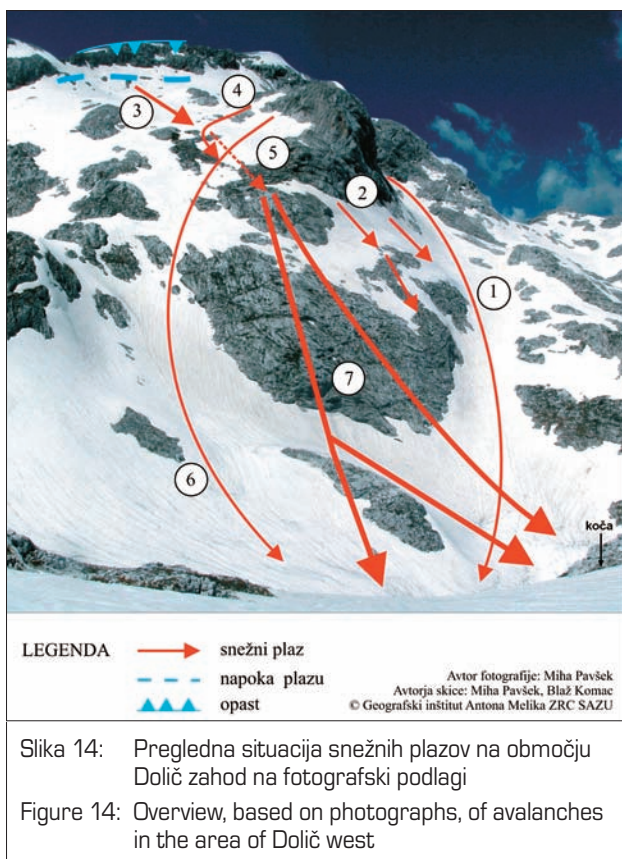 4
3
5
2
1
7
6
koča
LEGENDA
snežni plaz
napoka plazu
opast
Avtor fotografije: Miha Pavšek
Avtorja skice: Miha Pavšek, Blaž Komac
© Geografski inštitut Antona Melika ZRC SAZU
Slika 14: Pregledna situacija snežnih plazov na območju
Dolič zahod na fotografski podlagi
Figure 14: Overview, based on photographs, of avalanches
in the area of Dolič west